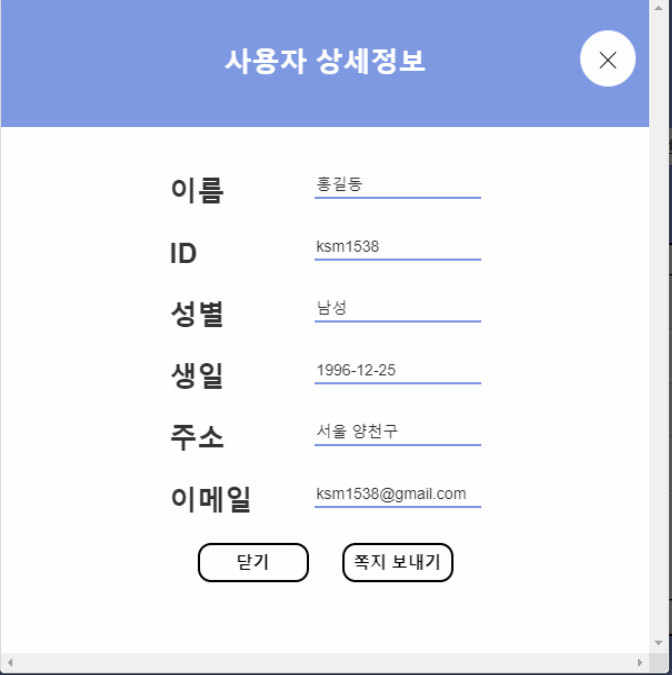 사용자 상세정보
이름 홍길동
ID ksm1538
성별 남성
생일 1996-12-25
주소 서울 양천구
이메일 ksm1538@gmail.com
닫기 쪽지 보내기